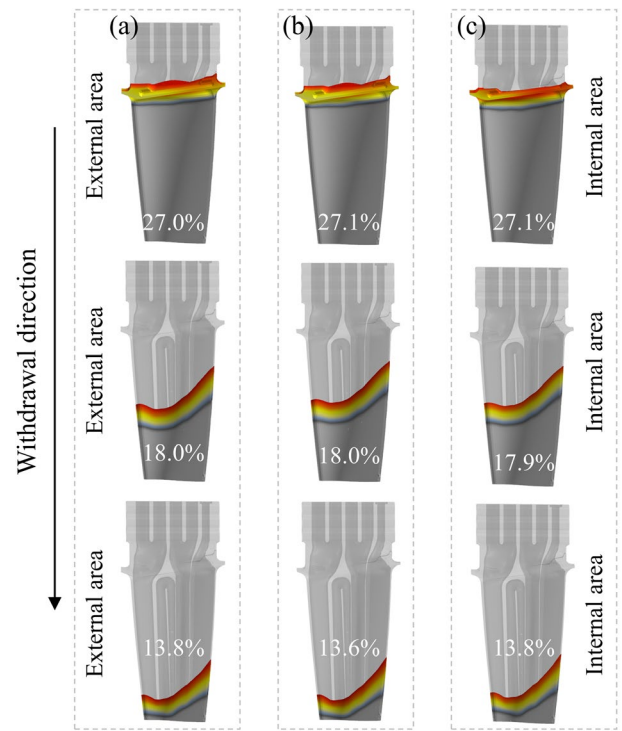 (a)
(b)
(c)
External area
27.0%
27.1%
27.1%
Internal area
Withdrawal direction
External area
18.0%
18.0%
17.9%
Internal area
External area
13.8%
13.6%
13.8%
Internal area